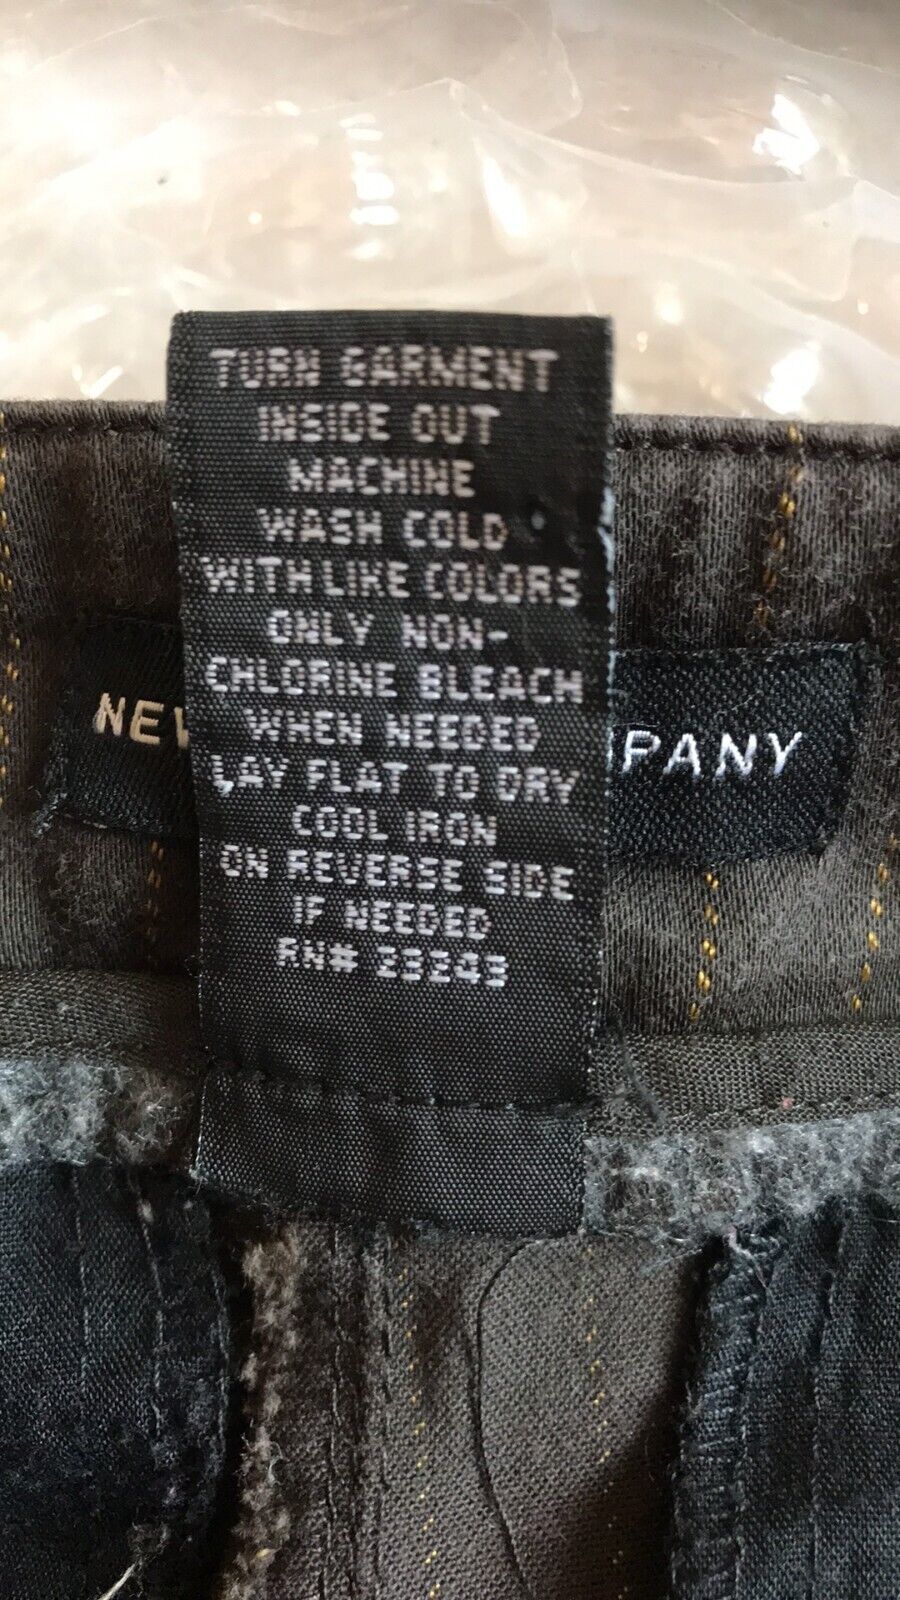 TURN GARMENT
INSIDE OUT
MACHINE
WASH COLD
WITH LIKE COLORS
ONLY NON-
CHLORINE BLEACH
WHEN NEEDED
LAY FLAT TO DRY
COOL IRON
ON REVERSE SIDE
IF NEEDED
RN# 23243
NEW PANY